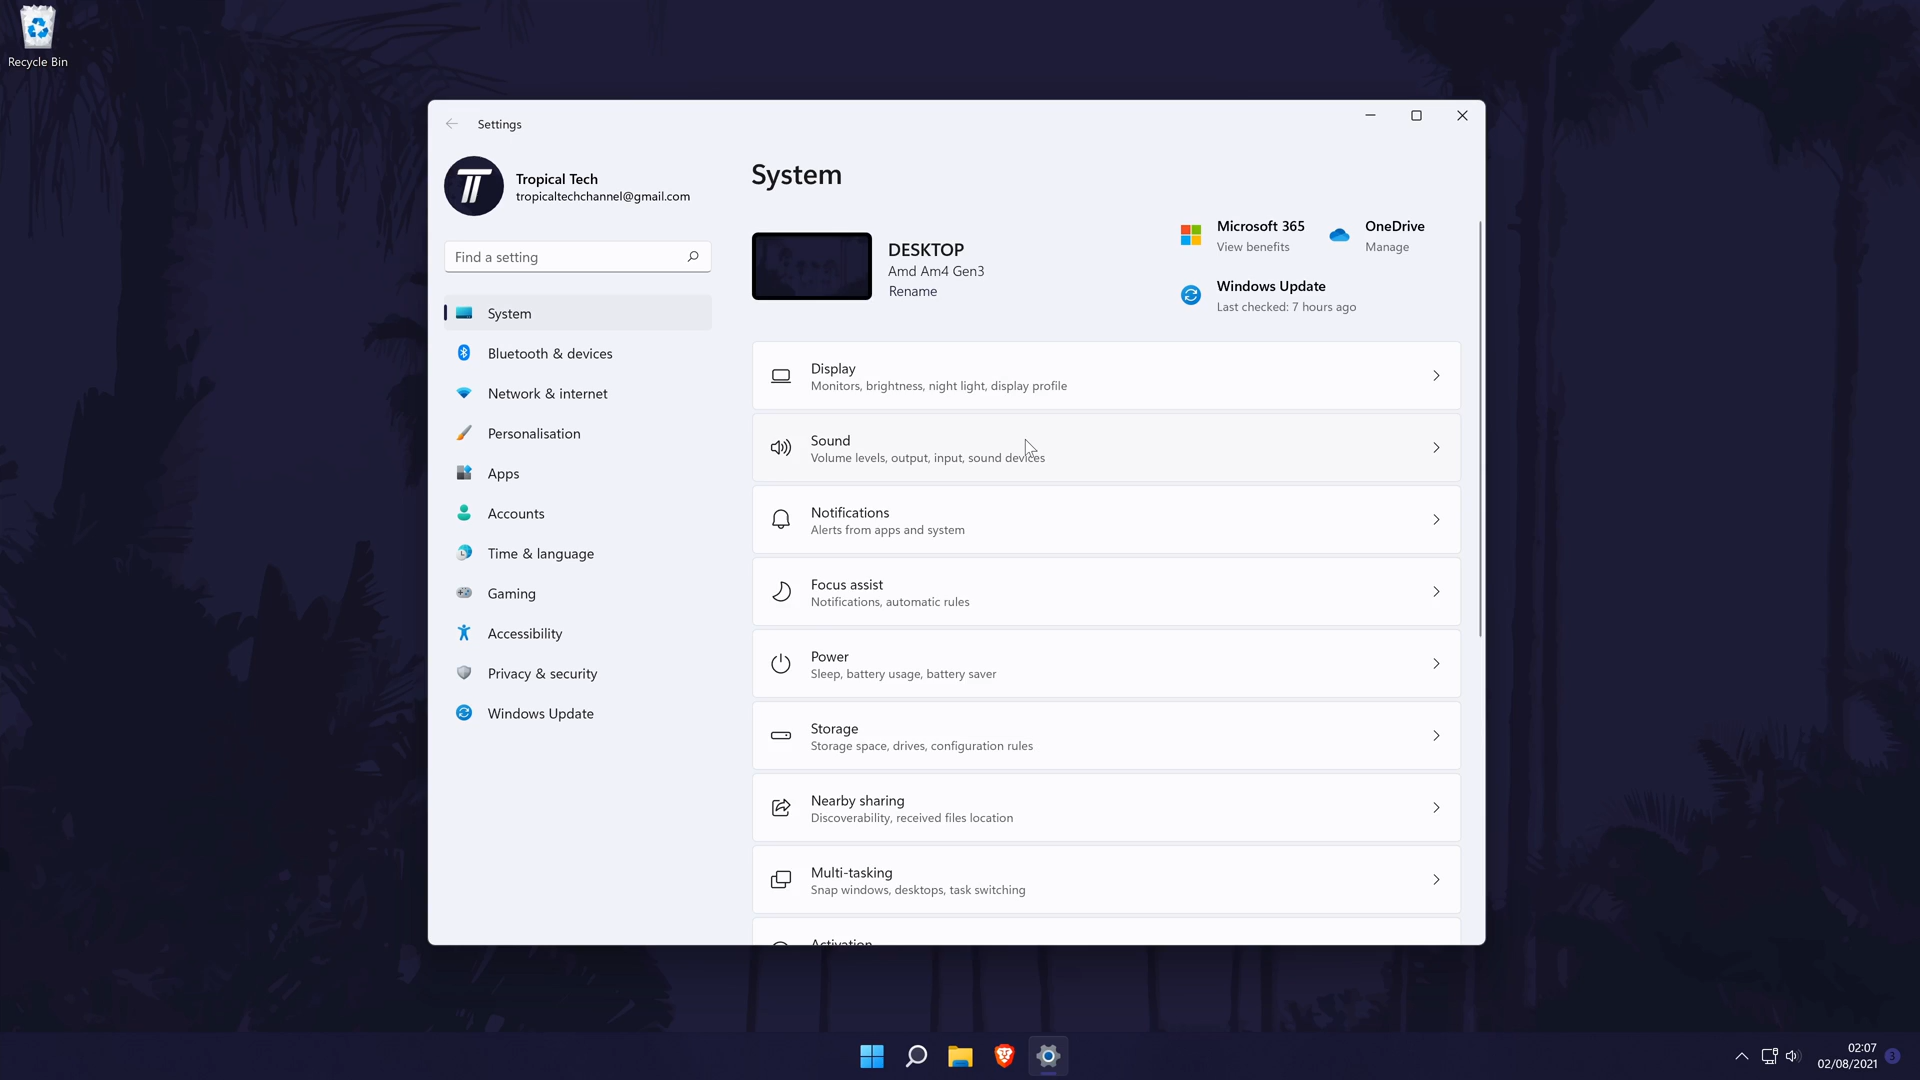 Recycle Bin
Settings
Tropical Tech
tropicaltechchannel@gmail.com
Find a setting
System
Bluetooth & devices
Network & internet
Personalisation
Apps
Accounts
Time & language
Gaming
Accessibility
Privacy & security
Windows Update
System
DESKTOP
Amd Am4 Gen3
Rename
Microsoft 365
View benefits
OneDrive
Manage
Windows Update
Last checked: 7 hours ago
Display
Monitors, brightness, night light, display profile
Sound
Volume levels, output, input, sound devices
Notifications
Alerts from apps and system
Focus assist
Notifications, automatic rules
Power
Sleep, battery usage, battery saver
Storage
Storage space, drives, configuration rules
Nearby sharing
Discoverability, received files location
Multi-tasking
Snap windows, desktops, task switching
Activation
02:07
02/08/2021
3